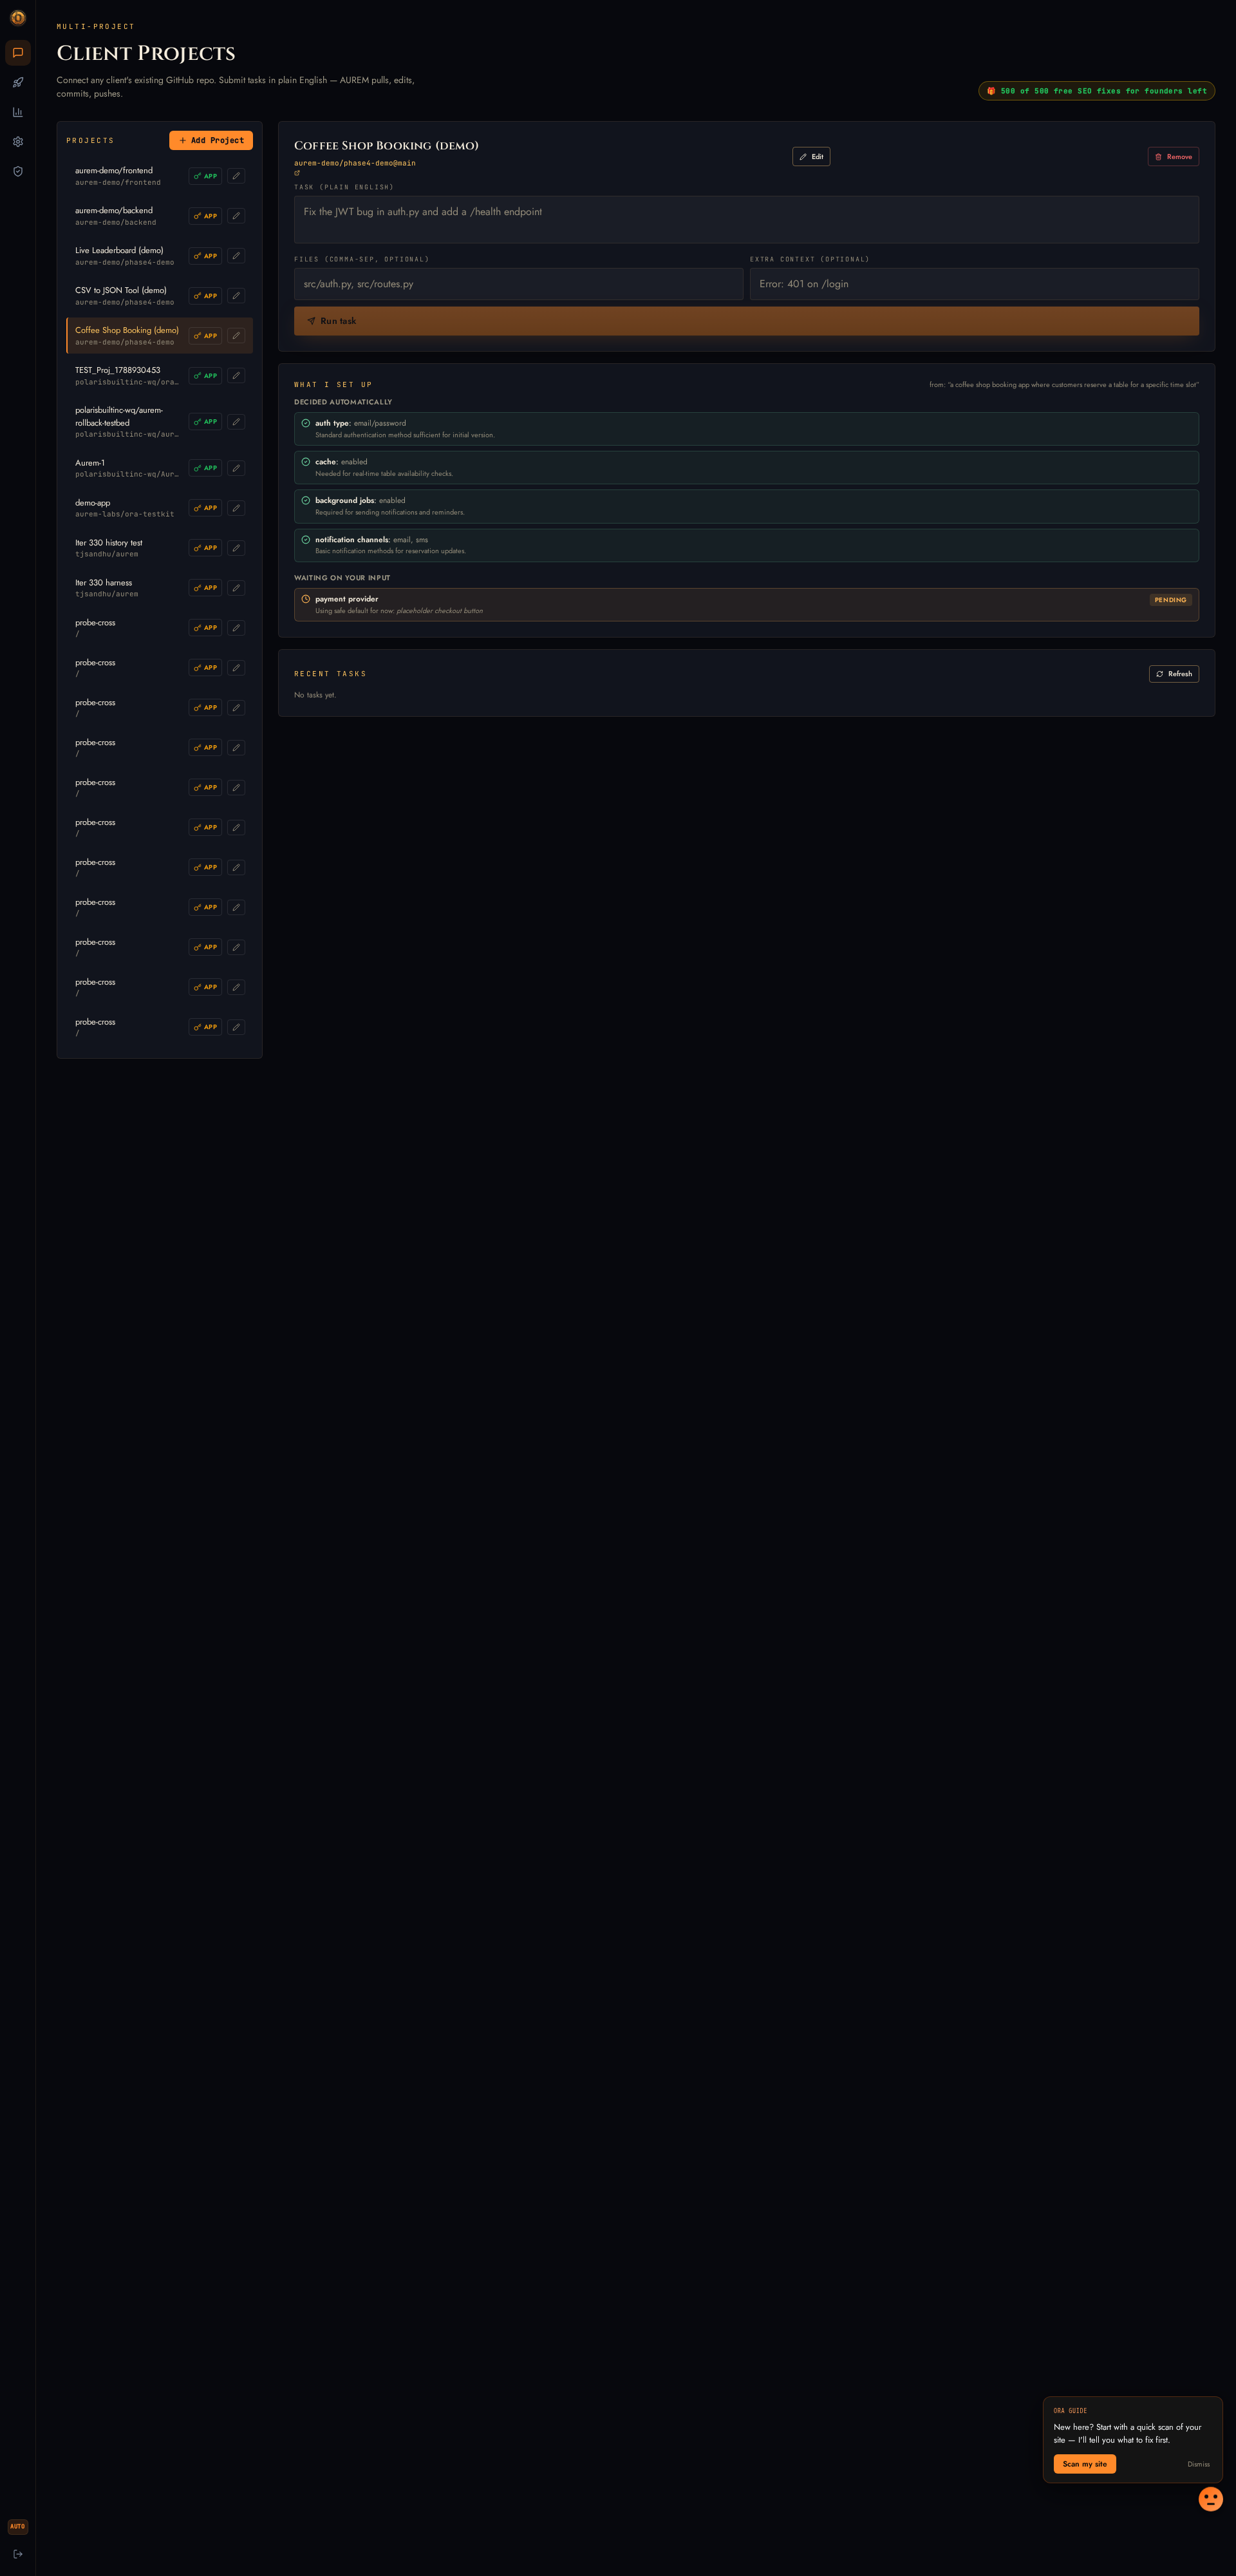 MULTI-PROJECT
Client Projects
Connect any client's existing GitHub repo. Submit tasks in plain English — AUREM pulls, edits,
commits, pushes.
🎁 500 of 500 free SEO fixes for founders left
PROJECTS
+ Add Project
aurem-demo/frontend
aurem-demo/frontend
APP
aurem-demo/backend
aurem-demo/backend
APP
Live Leaderboard (demo)
aurem-demo/phase4-demo
APP
CSV to JSON Tool (demo)
aurem-demo/phase4-demo
APP
Coffee Shop Booking (demo)
aurem-demo/phase4-demo
APP
TEST_Proj_1788930453
polarisbuiltinc-wq/ora…
APP
polarisbuiltinc-wq/aurem-
rollback-testbed
polarisbuiltinc-wq/aur…
APP
Aurem-1
polarisbuiltinc-wq/Aur…
APP
demo-app
aurem-labs/ora-testkit
APP
Iter 330 history test
tjsandhu/aurem
APP
Iter 330 harness
tjsandhu/aurem
APP
probe-cross
/
APP
probe-cross
/
APP
probe-cross
/
APP
probe-cross
/
APP
probe-cross
/
APP
probe-cross
/
APP
probe-cross
/
APP
probe-cross
/
APP
probe-cross
/
APP
probe-cross
/
APP
probe-cross
/
APP
Coffee Shop Booking (demo)
aurem-demo/phase4-demo@main
Edit
Remove
TASK (PLAIN ENGLISH)
Fix the JWT bug in auth.py and add a /health endpoint
FILES (COMMA-SEP, OPTIONAL)
src/auth.py, src/routes.py
EXTRA CONTEXT (OPTIONAL)
Error: 401 on /login
Run task
WHAT I SET UP
from: "a coffee shop booking app where customers reserve a table for a specific time slot"
DECIDED AUTOMATICALLY
auth type: email/password
Standard authentication method sufficient for initial version.
cache: enabled
Needed for real-time table availability checks.
background jobs: enabled
Required for sending notifications and reminders.
notification channels: email, sms
Basic notification methods for reservation updates.
WAITING ON YOUR INPUT
payment provider
Using safe default for now: placeholder checkout button
PENDING
RECENT TASKS
Refresh
No tasks yet.
ORA GUIDE
New here? Start with a quick scan of your
site — I'll tell you what to fix first.
Scan my site
Dismiss
AUTO